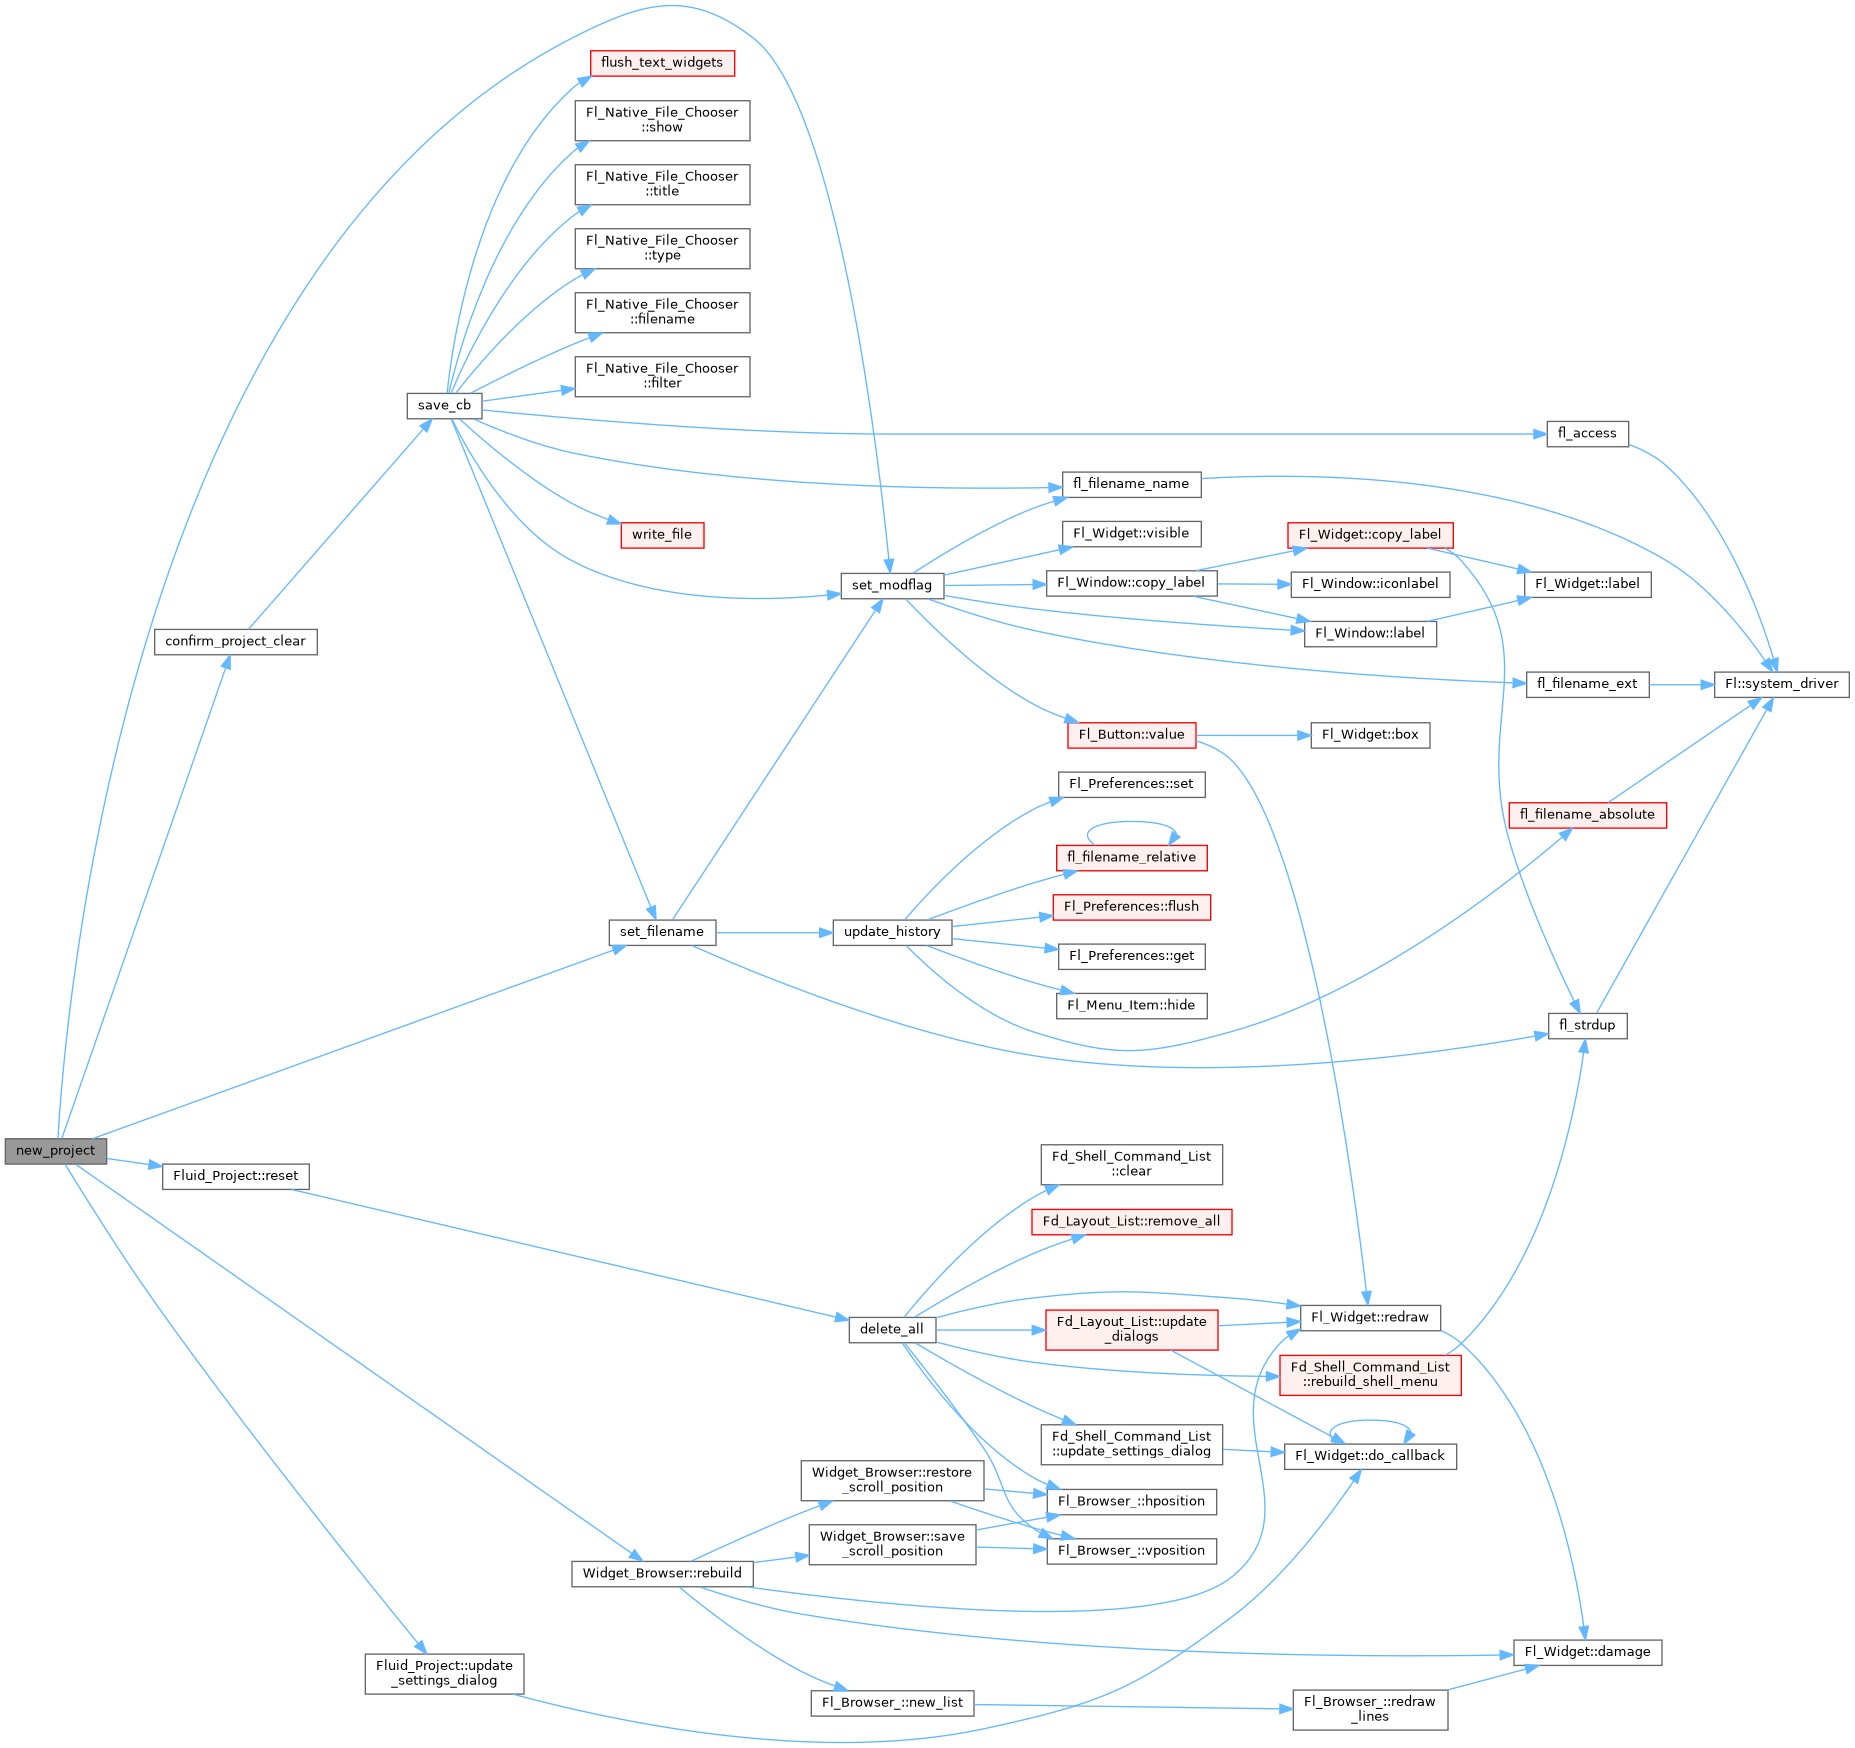 flush_text_widgets
Fl_Native_File_Chooser
::show
Fl_Native_File_Chooser
::title
Fl_Native_File_Chooser
::type
Fl_Native_File_Chooser
::filename
Fl_Native_File_Chooser
::filter
save_cb
fl_access
fl_filename_name
write_file
Fl_Widget::visible
Fl_Widget::copy_label
set_modflag
Fl_Window::copy_label
Fl_Window::iconlabel
Fl_Widget::label
confirm_project_clear
Fl_Window::label
fl_filename_ext
Fl::system_driver
Fl_Button::value
Fl_Widget::box
Fl_Preferences::set
fl_filename_absolute
fl_filename_relative
Fl_Preferences::flush
set_filename
update_history
Fl_Preferences::get
Fl_Menu_Item::hide
fl_strdup
new_project
Fluid_Project::reset
Fd_Shell_Command_List
::clear
Fd_Layout_List::remove_all
delete_all
Fd_Layout_List::update
_dialogs
Fl_Widget::redraw
Fd_Shell_Command_List
::rebuild_shell_menu
Fd_Shell_Command_List
::update_settings_dialog
Fl_Widget::do_callback
Widget_Browser::restore
_scroll_position
Fl_Browser_::hposition
Widget_Browser::save
_scroll_position
Fl_Browser_::vposition
Widget_Browser::rebuild
Fl_Widget::damage
Fluid_Project::update
_settings_dialog
Fl_Browser_::new_list
Fl_Browser_::redraw
_lines